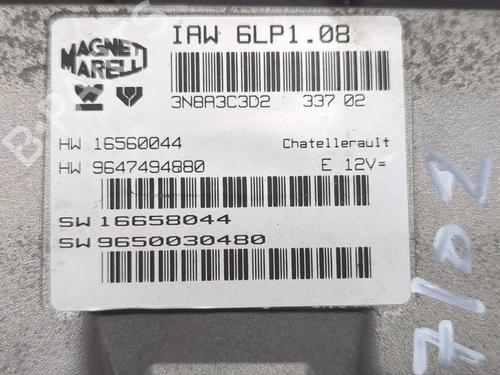 MAGNETI
MARELLI
IAW 6LP1.08
3N8A3C3D2 337 02
HW 16560044 Chatellerault
HW 9647494880 E 12V=
SW 16658044
SW 9650030480